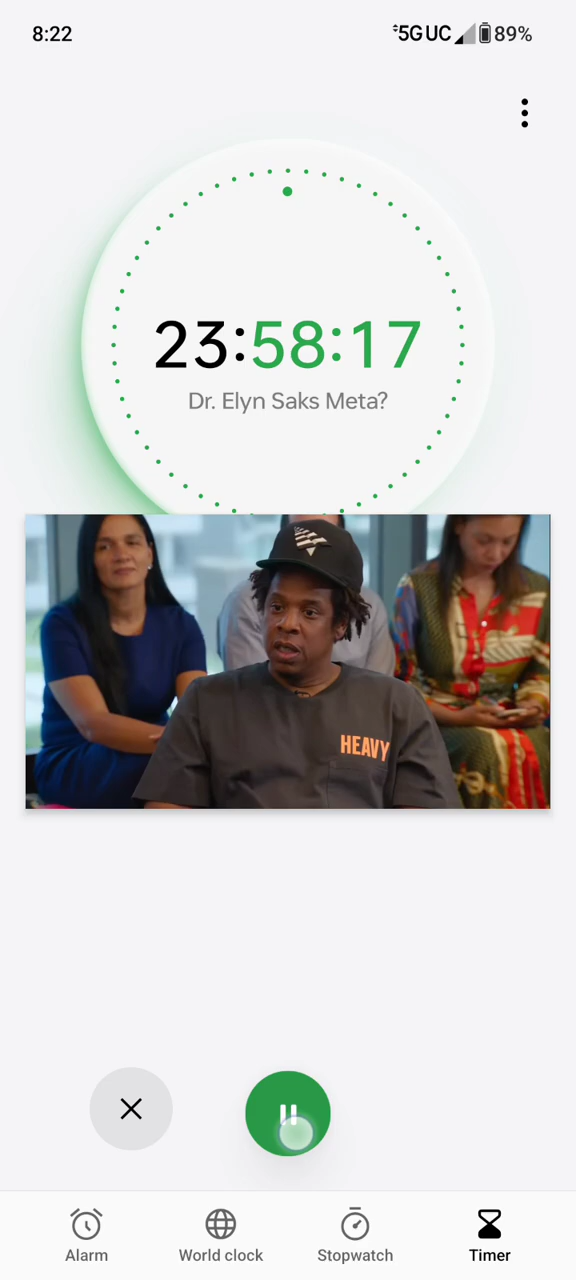 8:22
5G UC 89%
23:58:17
Dr. Elyn Saks Meta?
HEAVY
Alarm World clock Stopwatch Timer